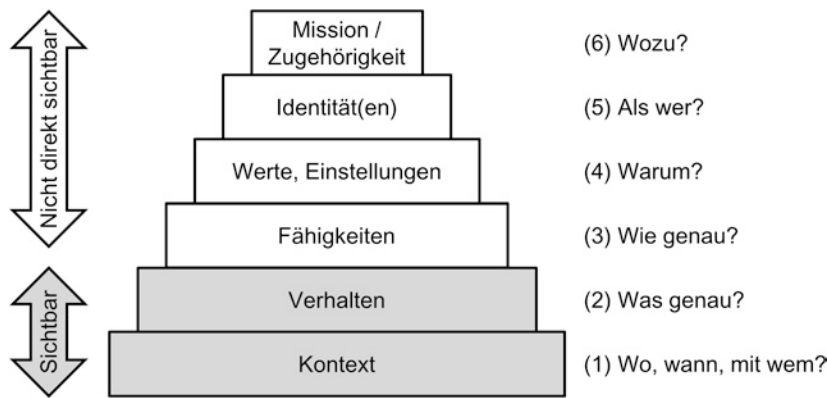 Nicht direkt sichtbar
Mission /
Zugehörigkeit
(6) Wozu?
Identität(en)
(5) Als wer?
Werte, Einstellungen
(4) Warum?
Fähigkeiten
(3) Wie genau?
Sichtbar
Verhalten
(2) Was genau?
Kontext
(1) Wo, wann, mit wem?